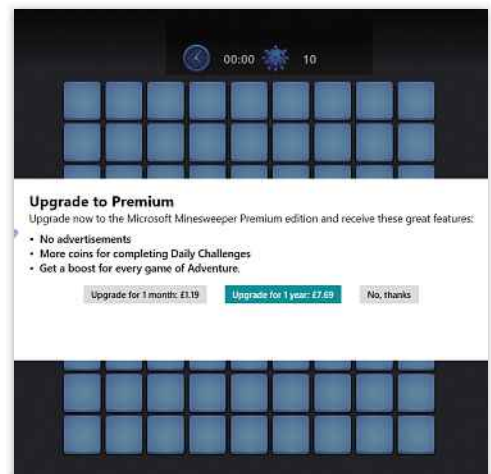 00:00 10
Upgrade to Premium
Upgrade now to the Microsoft Minesweeper Premium edition and receive these great features:
• No advertisements
• More coins for completing Daily Challenges
• Get a boost for every game of Adventure.
Upgrade for 1 month: £1.19 Upgrade for 1 year: £7.69 No, thanks